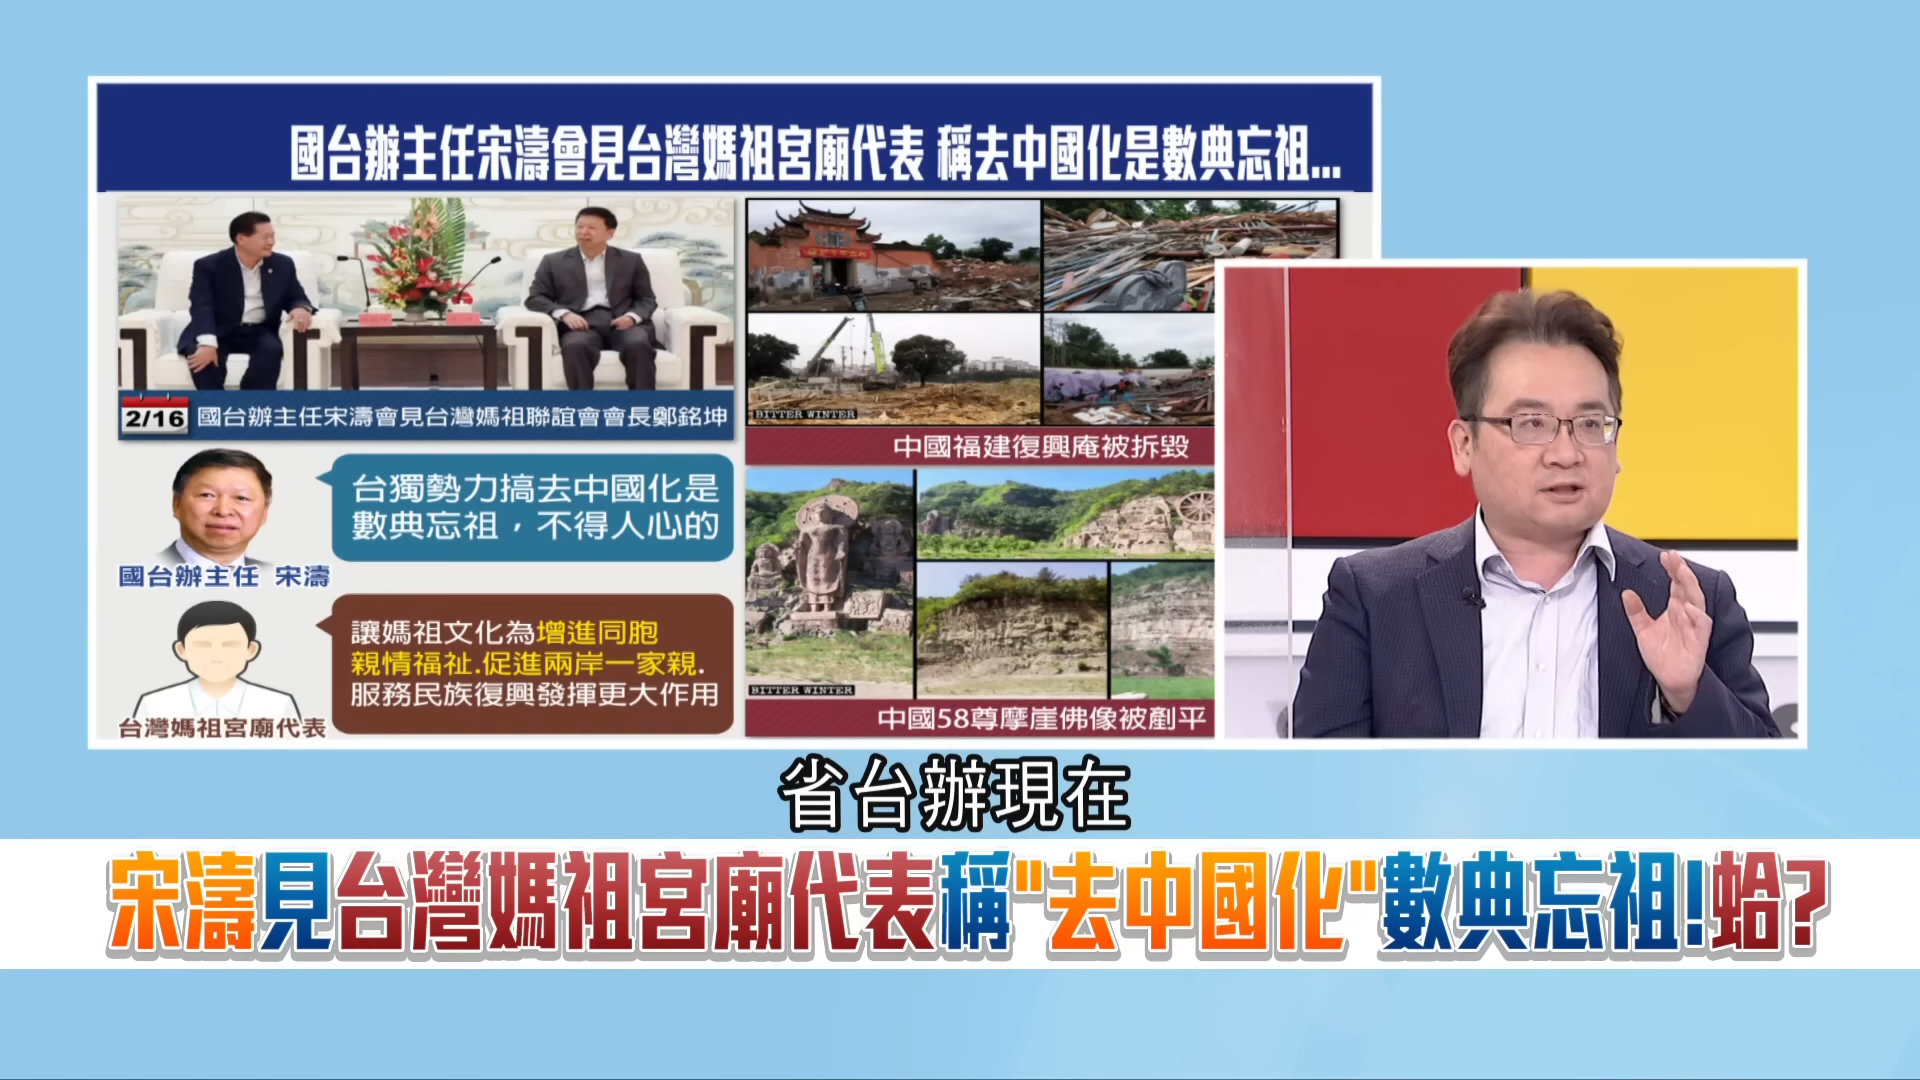 國台辦主任宋濤會見台灣媽祖宮廟代表 稱去中國化是數典忘祖...
2/16 國台辦主任宋濤會見台灣媽祖聯誼會會長鄭銘坤
台獨勢力搞去中國化是
數典忘祖，不得人心的
國台辦主任 宋濤
讓媽祖文化為增進同胞
親情福祉.促進兩岸一家親.
服務民族復興發揮更大作用
台灣媽祖宮廟代表
BITTER WINTER
中國福建復興庵被拆毀
BITTER WINTER
中國58尊摩崖佛像被剷平
省台辦現在
宋濤見台灣媽祖宮廟代表稱"去中國化"數典忘祖!蛤?